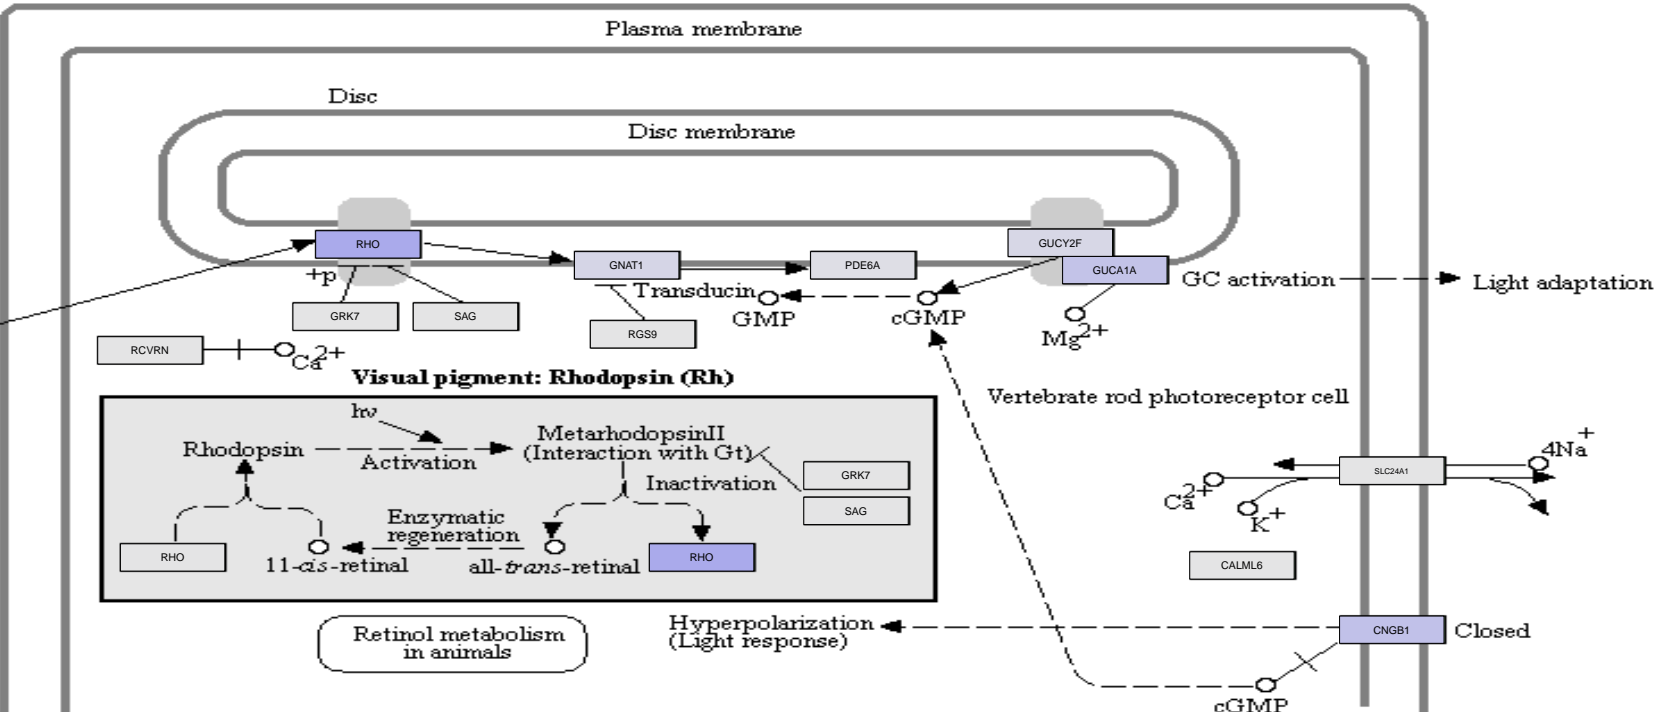 Plasma membrane
Disc
Disc membrane
RHO
GUCY2F
GNAT1
PDE6A
GUCA1A
+p
GC activation
Light adaptation
Transducin
GMP
cGMP
GRK7
SAG
RGS9
Mg2+
RCVRN
Ca2+
Visual pigment: Rhodopsin (Rh)
Vertebrate rod photoreceptor cell
hν
MetarhodopsinII
Rhodopsin
(Interaction with Gt)
Activation
GRK7
Inactivation
SAG
Enzymatic
regeneration
RHO
RHO
11-cis-retinal
all-trans-retinal
4Na+
SLC24A1
Ca2+
K+
CALML6
Retinol metabolism
in animals
Hyperpolarization
(Light response)
CNGB1
Closed
cGMP